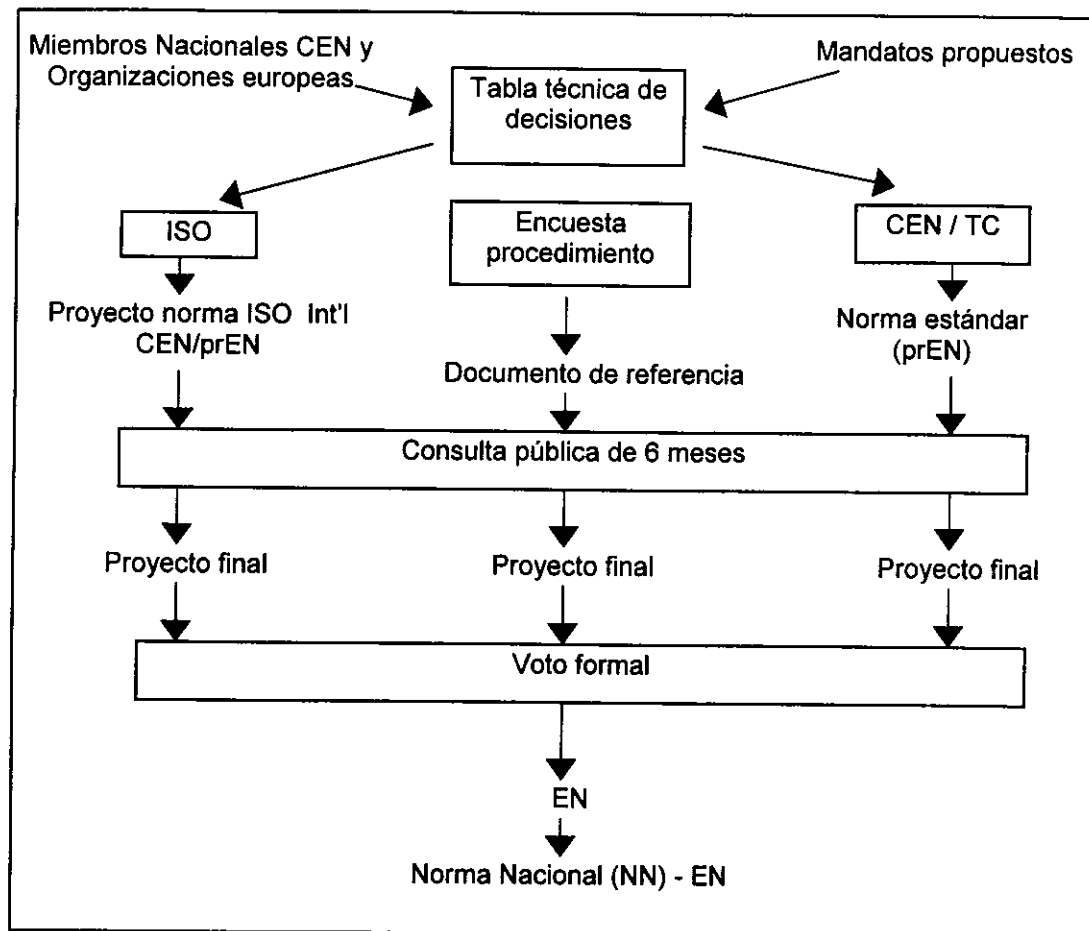 Miembros Nacionales CEN y
Organizaciones europeas
Mandatos propuestos
Tabla técnica de
decisiones
ISO
Encuesta
procedimiento
CEN / TC
Proyecto norma ISO Int'l
CEN/prEN
Norma estándar
(prEN)
Documento de referencia
Consulta pública de 6 meses
Proyecto final
Proyecto final
Proyecto final
Voto formal
EN
Norma Nacional (NN) - EN